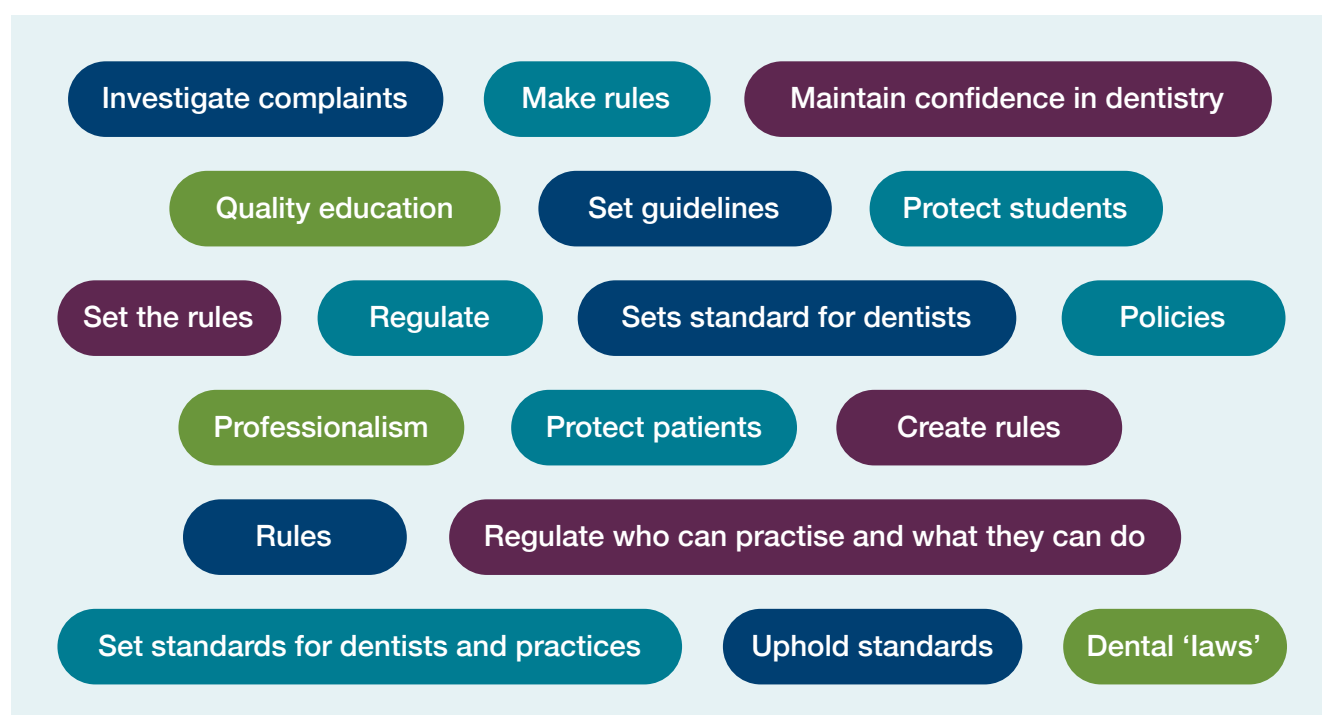 Investigate complaints
Make rules
Maintain confidence in dentistry
Quality education
Set guidelines
Protect students
Set the rules
Regulate
Sets standard for dentists
Policies
Professionalism
Protect patients
Create rules
Rules
Regulate who can practise and what they can do
Set standards for dentists and practices
Uphold standards
Dental ‘laws’